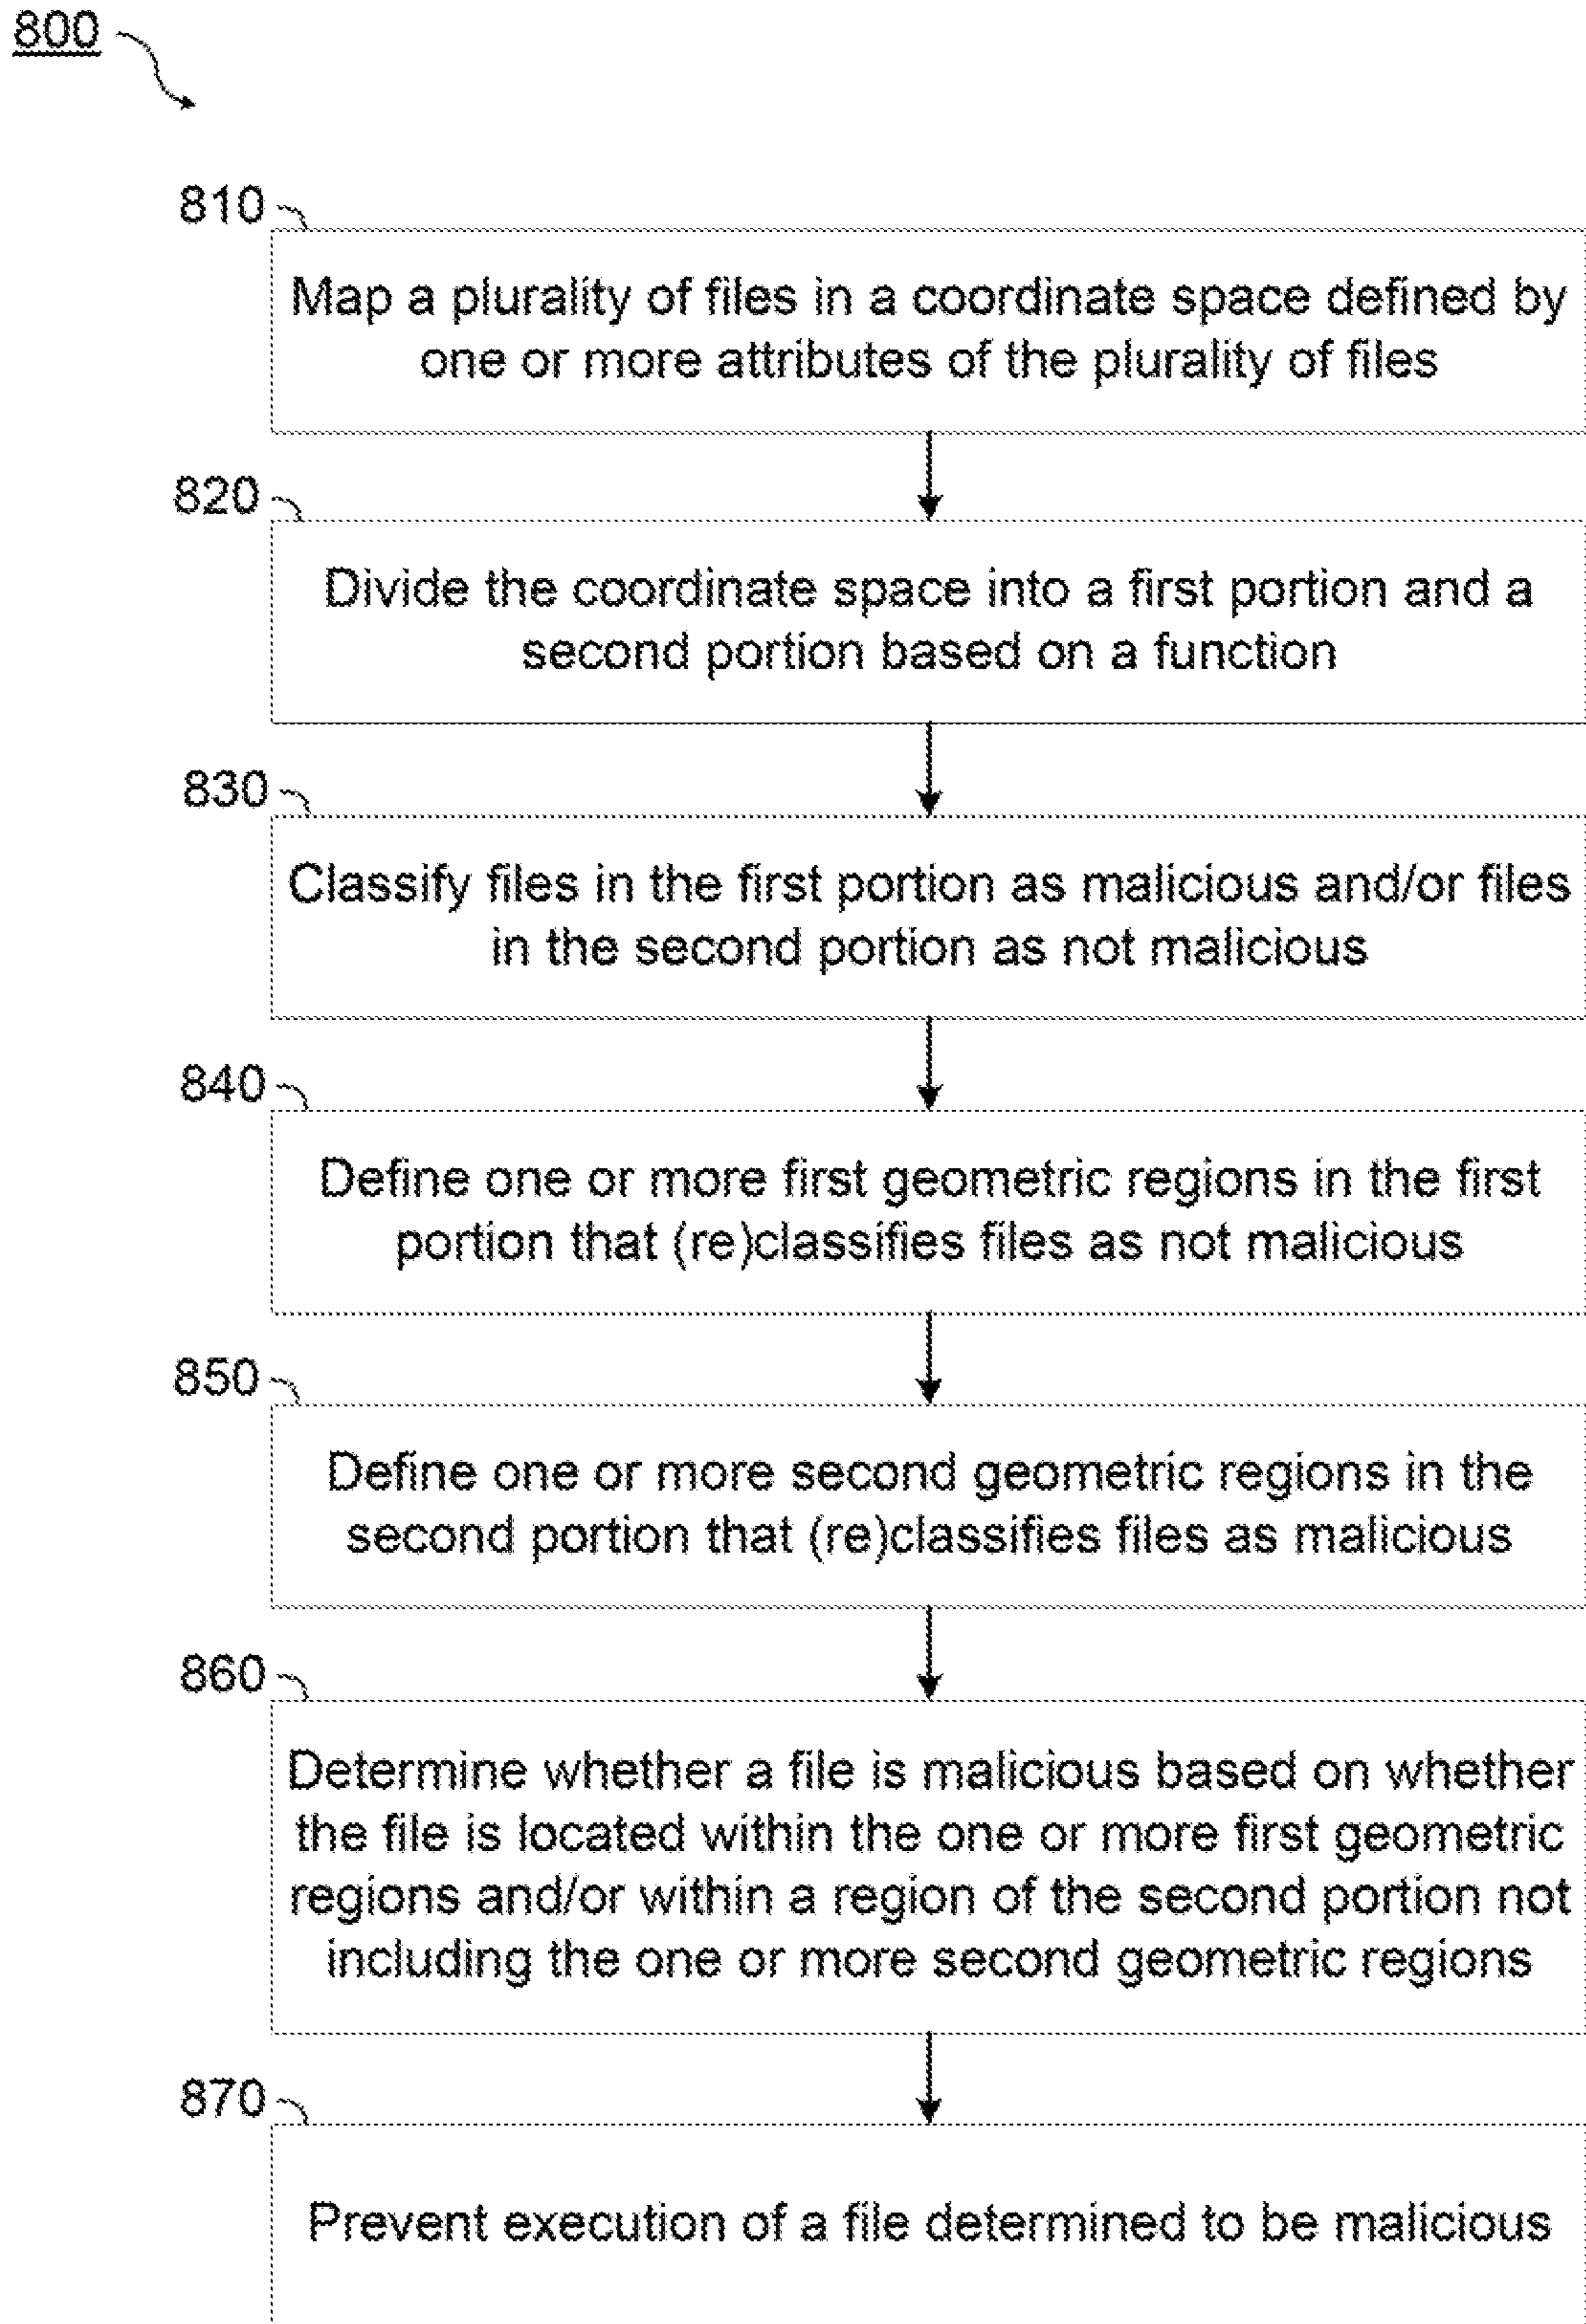 800
810
Map a plurality of files in a coordinate space defined by
one or more attributes of the plurality of files
820
Divide the coordinate space into a first portion and a
second portion based on a function
830
Classify files in the first portion as malicious and/or files
in the second portion as not malicious
840
Define one or more first geometric regions in the first
portion that (re)classifies files as not malicious
850
Define one or more second geometric regions in the
second portion that (re)classifies files as malicious
860
Determine whether a file is malicious based on whether
the file is located within the one or more first geometric
regions and/or within a region of the second portion not
including the one or more second geometric regions
870
Prevent execution of a file determined to be malicious